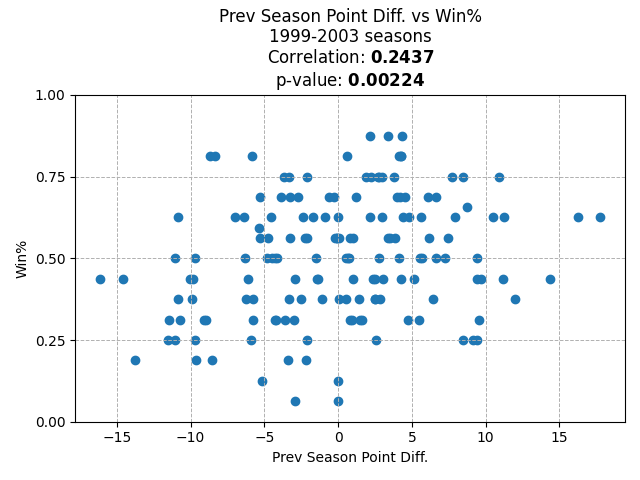 Prev Season Point Diff. vs Win%
1999-2003 seasons
Correlation: 0.2437
p-value: 0.00224
1.00
0.75
0.50
0.25
0.00
Win%
−15 −10 −5 0 5 10 15
Prev Season Point Diff.